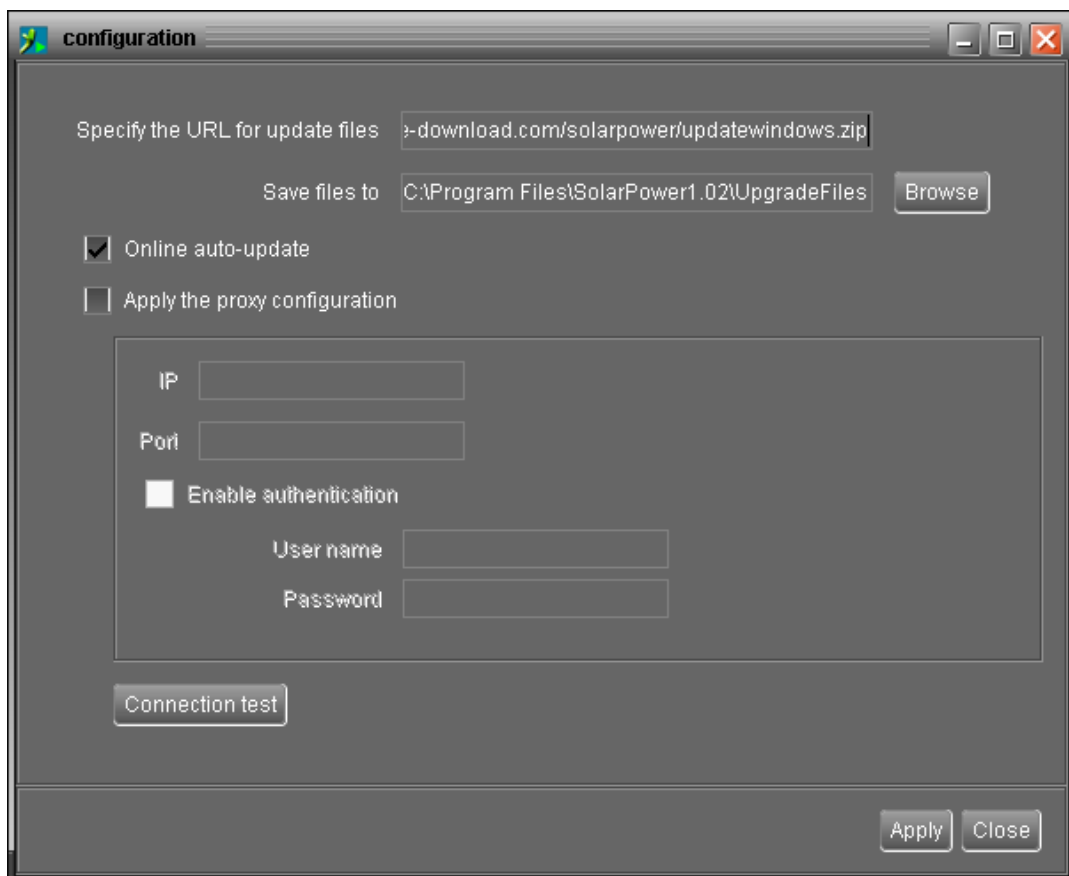 configuration
Specify the URL for update files e-download.com/solarpower/updatewindows.zip
Save files to C:\Program Files\SolarPower1.02\UpgradeFiles Browse
Online auto-update
Apply the proxy configuration
IP
Port
Enable authentication
User name
Password
Connection test
Apply Close